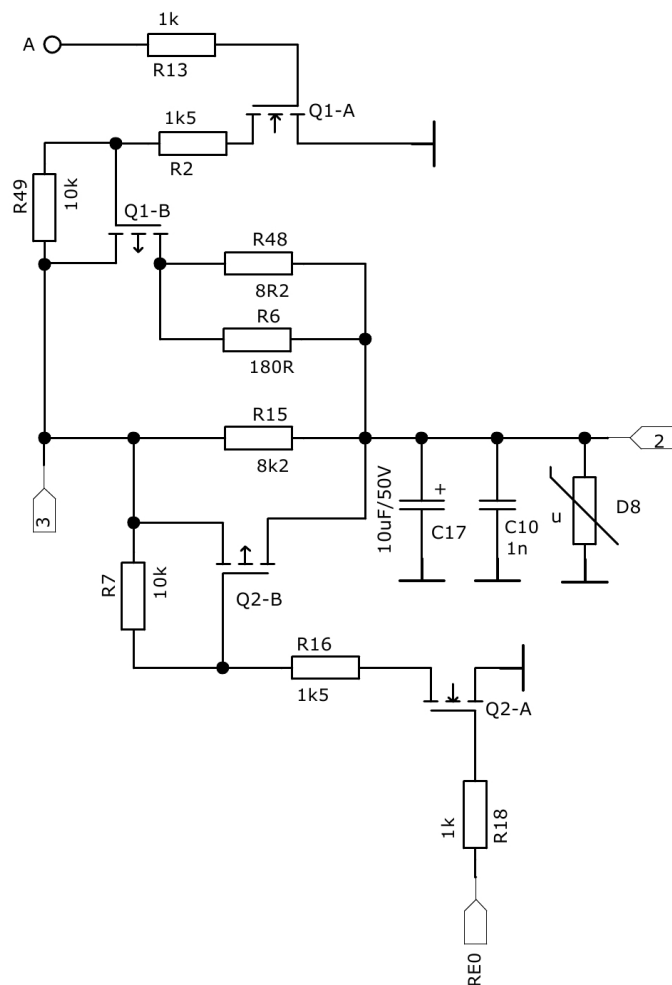 1k
A
R13
Q1-A
1k5
R2
R49
10k
Q1-B
R48
8R2
R6
180R
R15
8k2
2
3
10uF/50V
+
C17
C10
1n
u
D8
R7
10k
Q2-B
R16
1k5
Q2-A
1k
R18
RE0